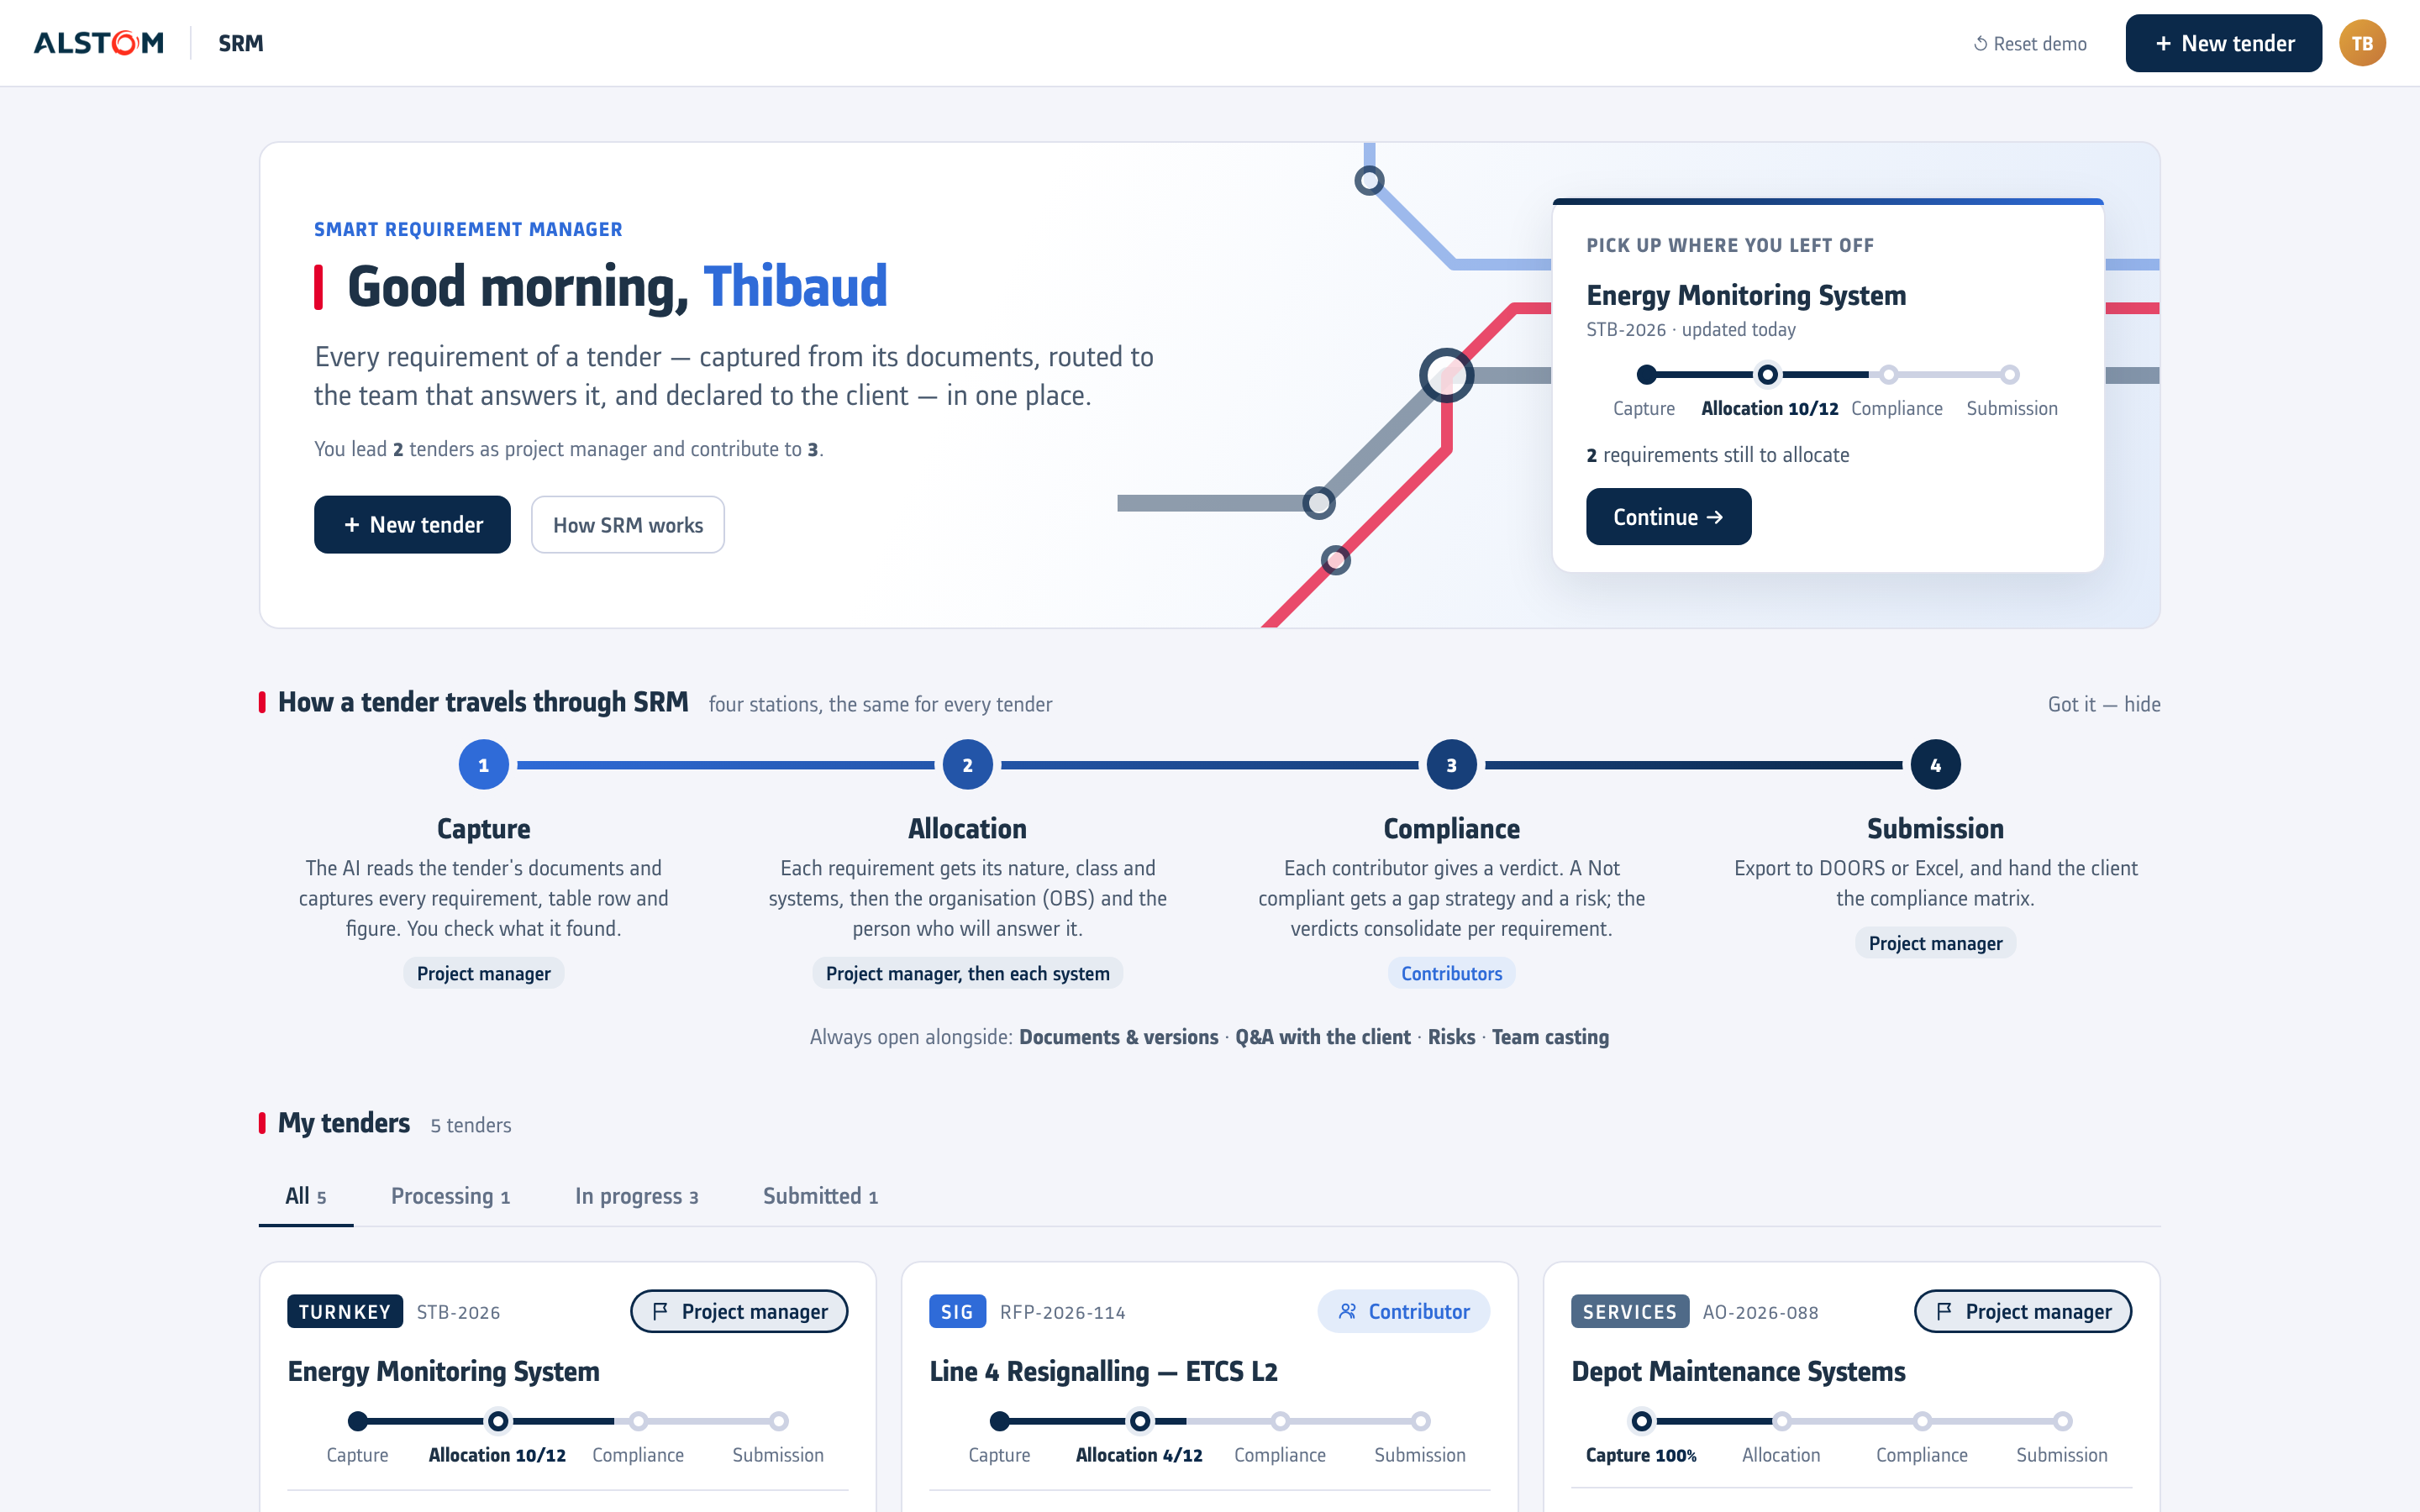 ALSTOM
SRM
Reset demo
+ New tender
TB
SMART REQUIREMENT MANAGER
Good morning, Thibaud
Every requirement of a tender — captured from its documents, routed to
the team that answers it, and declared to the client — in one place.
You lead 2 tenders as project manager and contribute to 3.
+ New tender
How SRM works
PICK UP WHERE YOU LEFT OFF
Energy Monitoring System
STB-2026 · updated today
Capture
Allocation 10/12
Compliance
Submission
2 requirements still to allocate
Continue →
How a tender travels through SRM
four stations, the same for every tender
Got it — hide
1
2
3
4
Capture
The AI reads the tender's documents and
captures every requirement, table row and
figure. You check what it found.
Project manager
Allocation
Each requirement gets its nature, class and
systems, then the organisation (OBS) and the
person who will answer it.
Project manager, then each system
Compliance
Each contributor gives a verdict. A Not
compliant gets a gap strategy and a risk; the
verdicts consolidate per requirement.
Contributors
Submission
Export to DOORS or Excel, and hand the client
the compliance matrix.
Project manager
Always open alongside: Documents & versions · Q&A with the client · Risks · Team casting
My tenders
5 tenders
All 5
Processing 1
In progress 3
Submitted 1
TURNKEY
STB-2026
Project manager
Energy Monitoring System
Capture
Allocation 10/12
Compliance
Submission
SIG
RFP-2026-114
Contributor
Line 4 Resignalling — ETCS L2
Capture
Allocation 4/12
Compliance
Submission
SERVICES
AO-2026-088
Project manager
Depot Maintenance Systems
Capture 100%
Allocation
Compliance
Submission